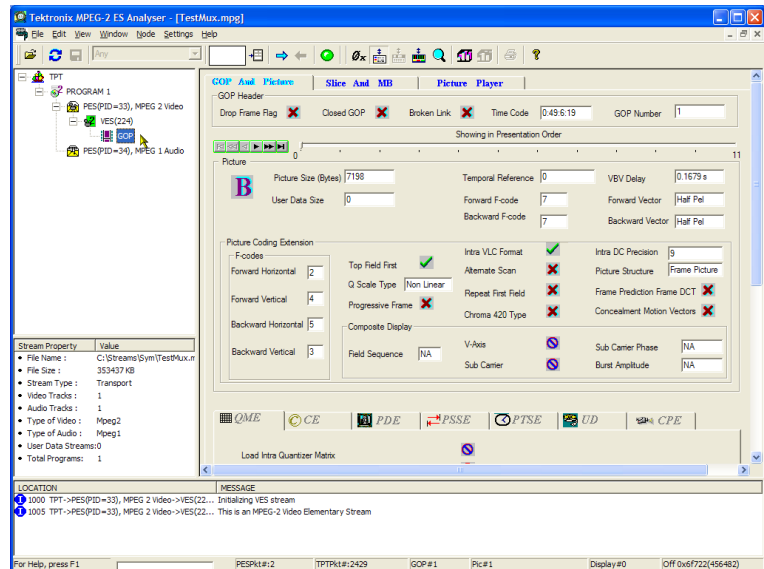 Tektronix MPEG-2 ES Analyser - [TestMux.mpg]
File Edit View Window Node Settings Help
Any
TPT
PROGRAM 1
PES(PID=33), MPEG 2 Video
VES(224)
GOP
PES(PID=34), MPEG 1 Audio
GOP And Picture Slice And MB Picture Player
GOP Header
Drop Frame Flag Closed GOP Broken Link Time Code 0:49:6:19 GOP Number 1
Showing in Presentation Order
0 11
Picture
B
Picture Size (Bytes) 7198 Temporal Reference 0 VBV Delay 0.1679 s
User Data Size 0 Forward F-code 7 Forward Vector Half Pel
Backward F-code 7 Backward Vector Half Pel
Picture Coding Extension
F-codes
Forward Horizontal 2
Forward Vertical 4
Backward Horizontal 5
Backward Vertical 3
Top Field First
Q Scale Type Non Linear
Progressive Frame
Intra VLC Format
Alternate Scan
Repeat First Field
Chroma 420 Type
Intra DC Precision 9
Picture Structure Frame Picture
Frame Prediction Frame DCT
Concealment Motion Vectors
Composite Display
Field Sequence NA
V-Axis
Sub Carrier
Sub Carrier Phase NA
Burst Amplitude NA
QME CE PDE PSSE PTSE UD CPE
Load Intra Quantizer Matrix
Stream Property Value
File Name : C:\Streams\Sym\TestMux.m
File Size : 353437 KB
Stream Type : Transport
Video Tracks : 1
Audio Tracks : 1
Type of Video : Mpeg2
Type of Audio : Mpeg1
User Data Streams:0
Total Programs: 1
LOCATION MESSAGE
1000 TPT->PES(PID=33), MPEG 2 Video->VES(22... Initializing VES stream
1005 TPT->PES(PID=33), MPEG 2 Video->VES(22... This is an MPEG-2 Video Elementary Stream
For Help, press F1 PESPkt#:2 TPTPkt#:2429 GOP#1 Pic#1 Display#0 Off 0x6f722(456482)